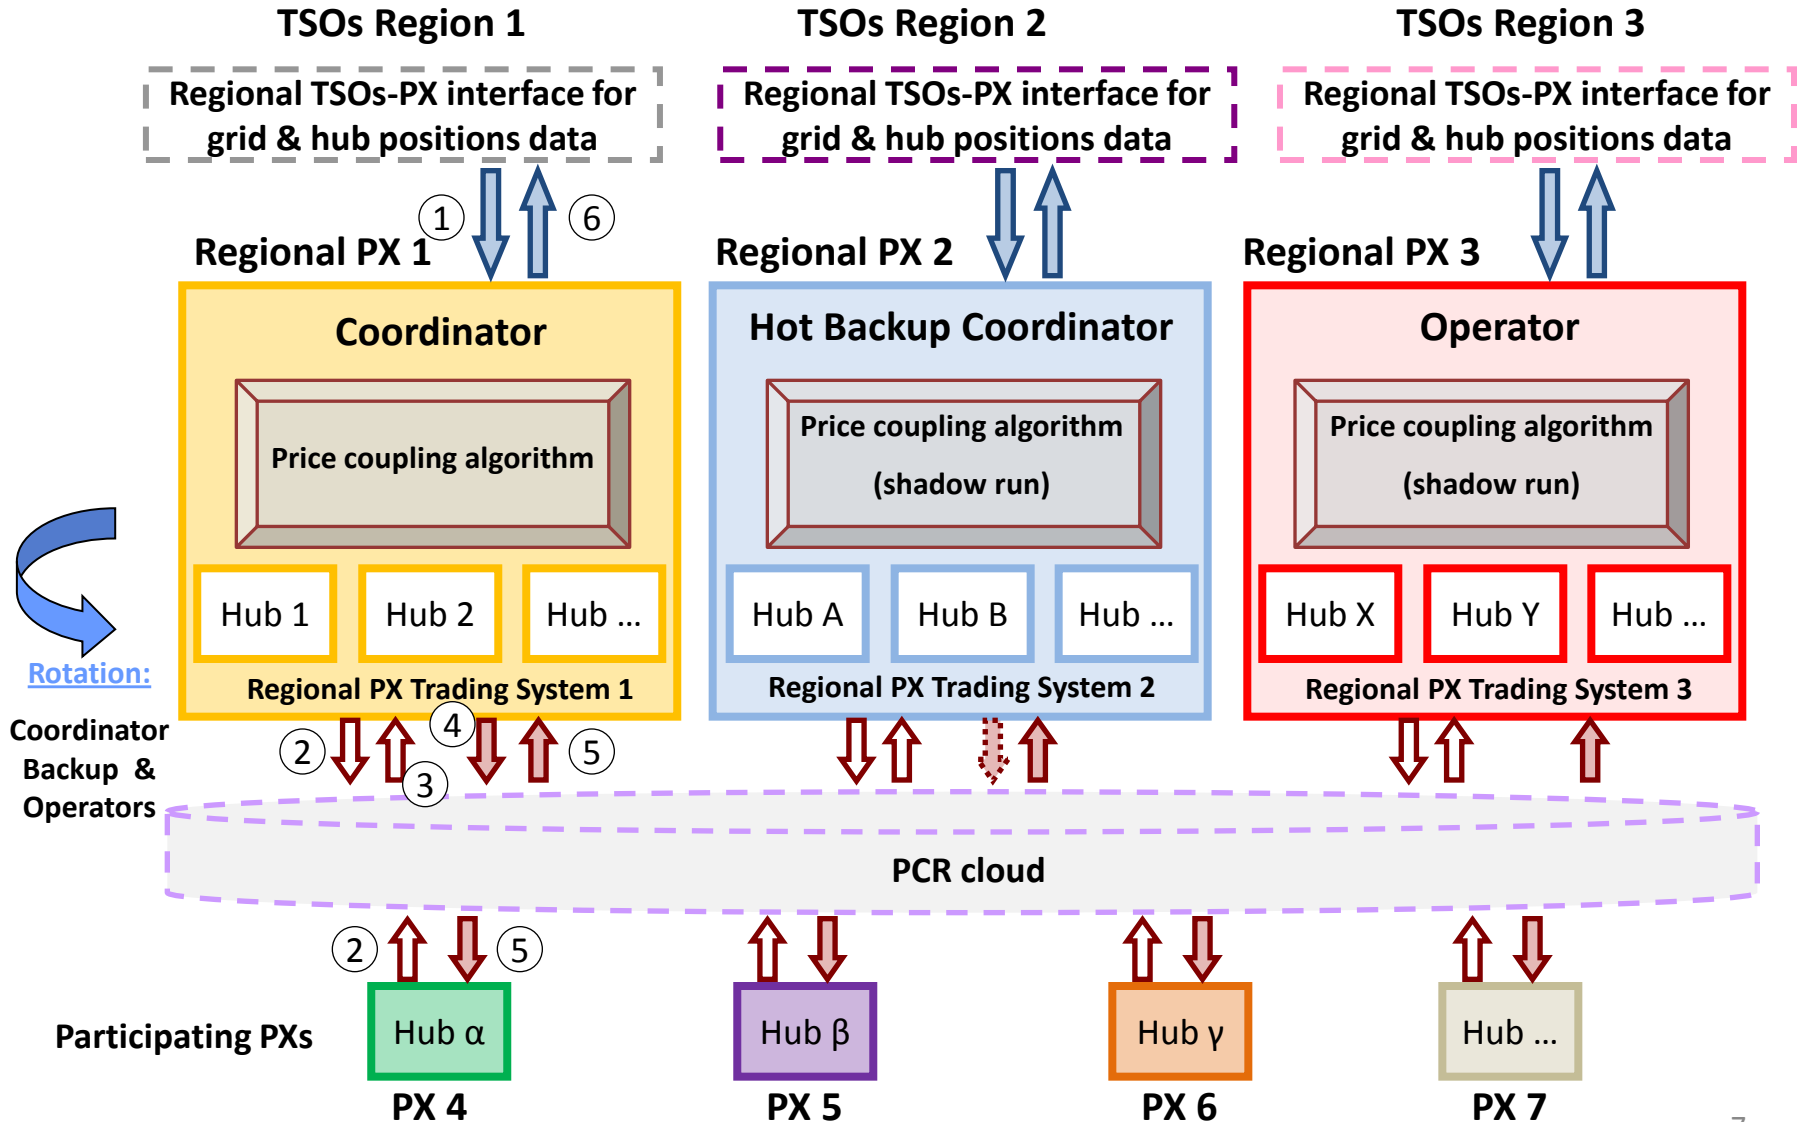 TSOs Region 1
TSOs Region 2
TSOs Region 3
Regional TSOs-PX interface for
grid & hub positions data
Regional TSOs-PX interface for
grid & hub positions data
Regional TSOs-PX interface for
grid & hub positions data
1
6
Regional PX 1
Regional PX 2
Regional PX 3
Coordinator
Hot Backup Coordinator
Operator
Price coupling algorithm
Price coupling algorithm
(shadow run)
Price coupling algorithm
(shadow run)
Hub 1
Hub 2
Hub ...
Hub A
Hub B
Hub ...
Hub X
Hub Y
Hub ...
Regional PX Trading System 1
Regional PX Trading System 2
Regional PX Trading System 3
Rotation:
Coordinator
Backup &
Operators
2
3
4
5
PCR cloud
2
5
Participating PXs
Hub α
Hub β
Hub γ
Hub ...
PX 4
PX 5
PX 6
PX 7